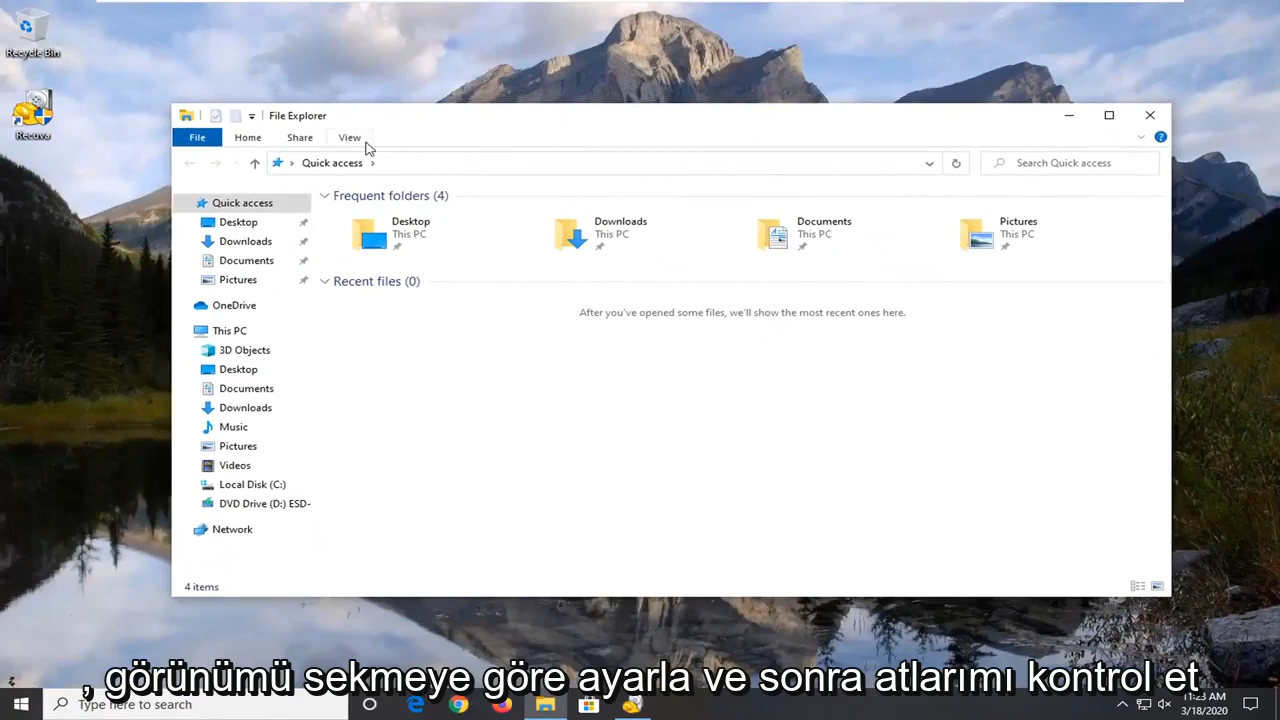 Recycle Bin
Recuva
File Explorer
File
Home
Share
View
Quick access
Search Quick access
Quick access
Desktop
Downloads
Documents
Pictures
OneDrive
This PC
3D Objects
Desktop
Documents
Downloads
Music
Pictures
Videos
Local Disk (C:)
DVD Drive (D:) ESD-
Network
Frequent folders (4)
Desktop
This PC
Downloads
This PC
Documents
This PC
Pictures
This PC
Recent files (0)
After you've opened some files, we'll show the most recent ones here.
4 items
, görünümü sekmeye göre ayarla ve sonra atlarımı kontrol et
Type here to search
11:23 AM
3/18/2020